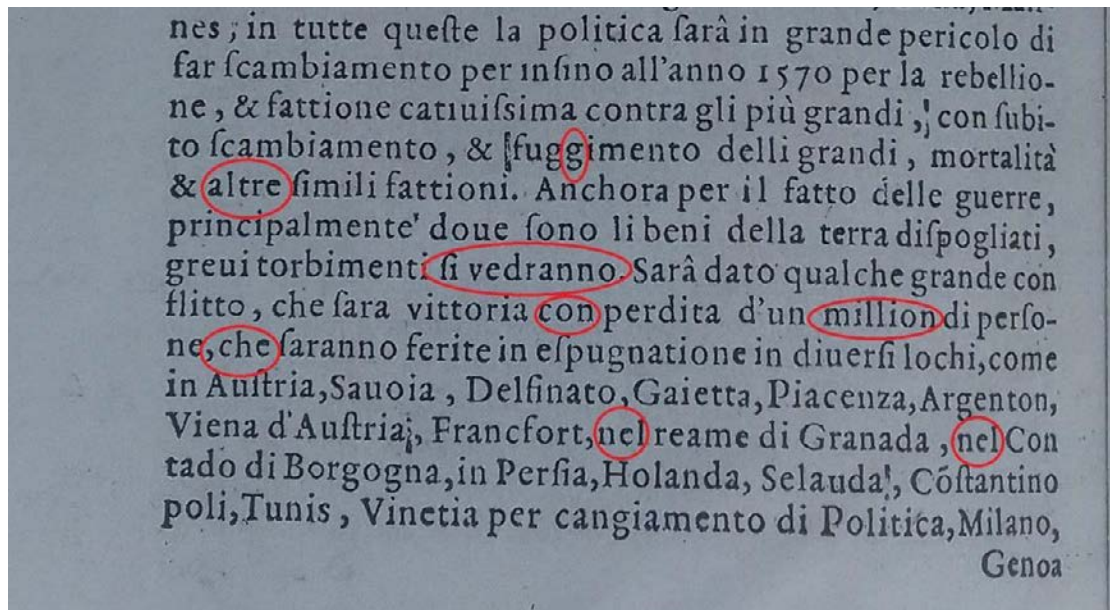 nes; in tutte queſte la politica ſarâ in grande pericolo di
far ſcambiamento per inſino all'anno 1570 per la rebellio-
ne, & fattione catiuiſsima contra gli più grandi, con ſubi-
to ſcambiamento, & fuggimento delli grandi, mortalità
& altre ſimili fattioni. Anchora per il fatto delle guerre,
principalmente' doue ſono li beni della terra diſpogliati,
greui torbimenti ſi vedranno. Sarâ dato qualche grande con
flitto, che ſara vittoria con perdita d'un million di perſo-
ne, che ſaranno ferite in eſpugnatione in diuerſi lochi, come
in Auſtria, Sauoia, Delfinato, Gaietta, Piacenza, Argenton,
Viena d'Auſtria, Francfort, nel reame di Granada, nel Con
tado di Borgogna, in Perſia, Holanda, Selauda, Cóſtantino
poli, Tunis, Vinetia per cangiamento di Politica, Milano,
Genoa